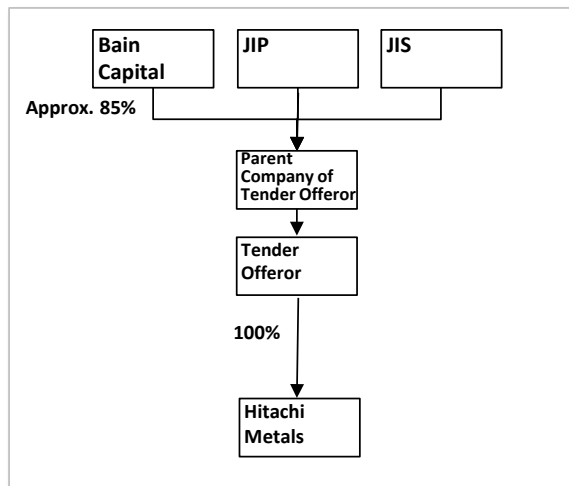 Bain
Capital
JIP
JIS
Approx. 85%
Parent
Company of
Tender Offeror
Tender
Offeror
100%
Hitachi
Metals